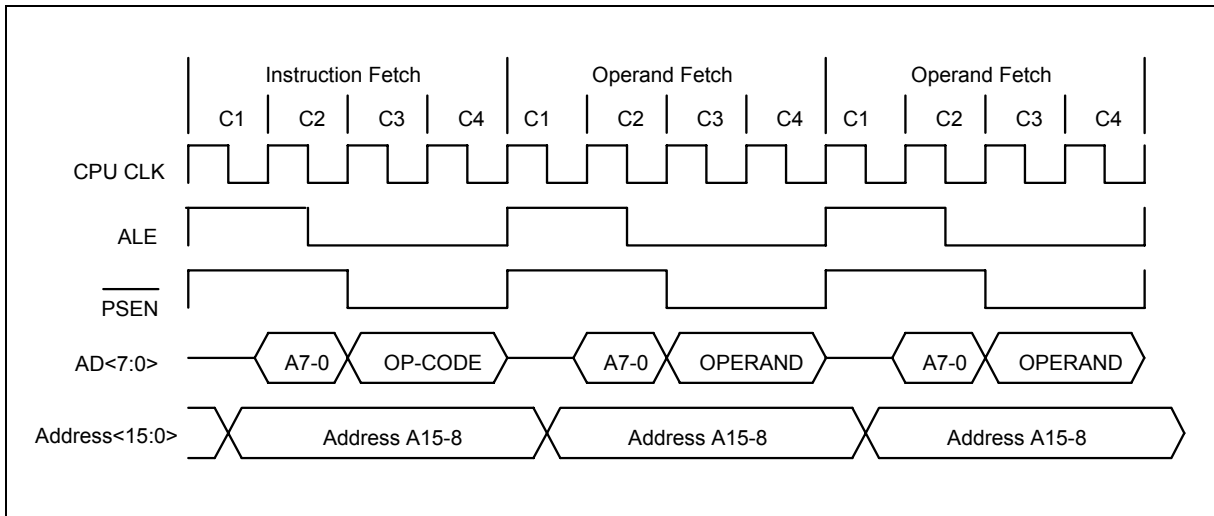 Instruction Fetch Operand Fetch Operand Fetch
C1 C2 C3 C4 C1 C2 C3 C4 C1 C2 C3 C4
CPU CLK
ALE
PSEN
AD<7:0> A7-0 OP-CODE A7-0 OPERAND A7-0 OPERAND
Address<15:0> Address A15-8 Address A15-8 Address A15-8